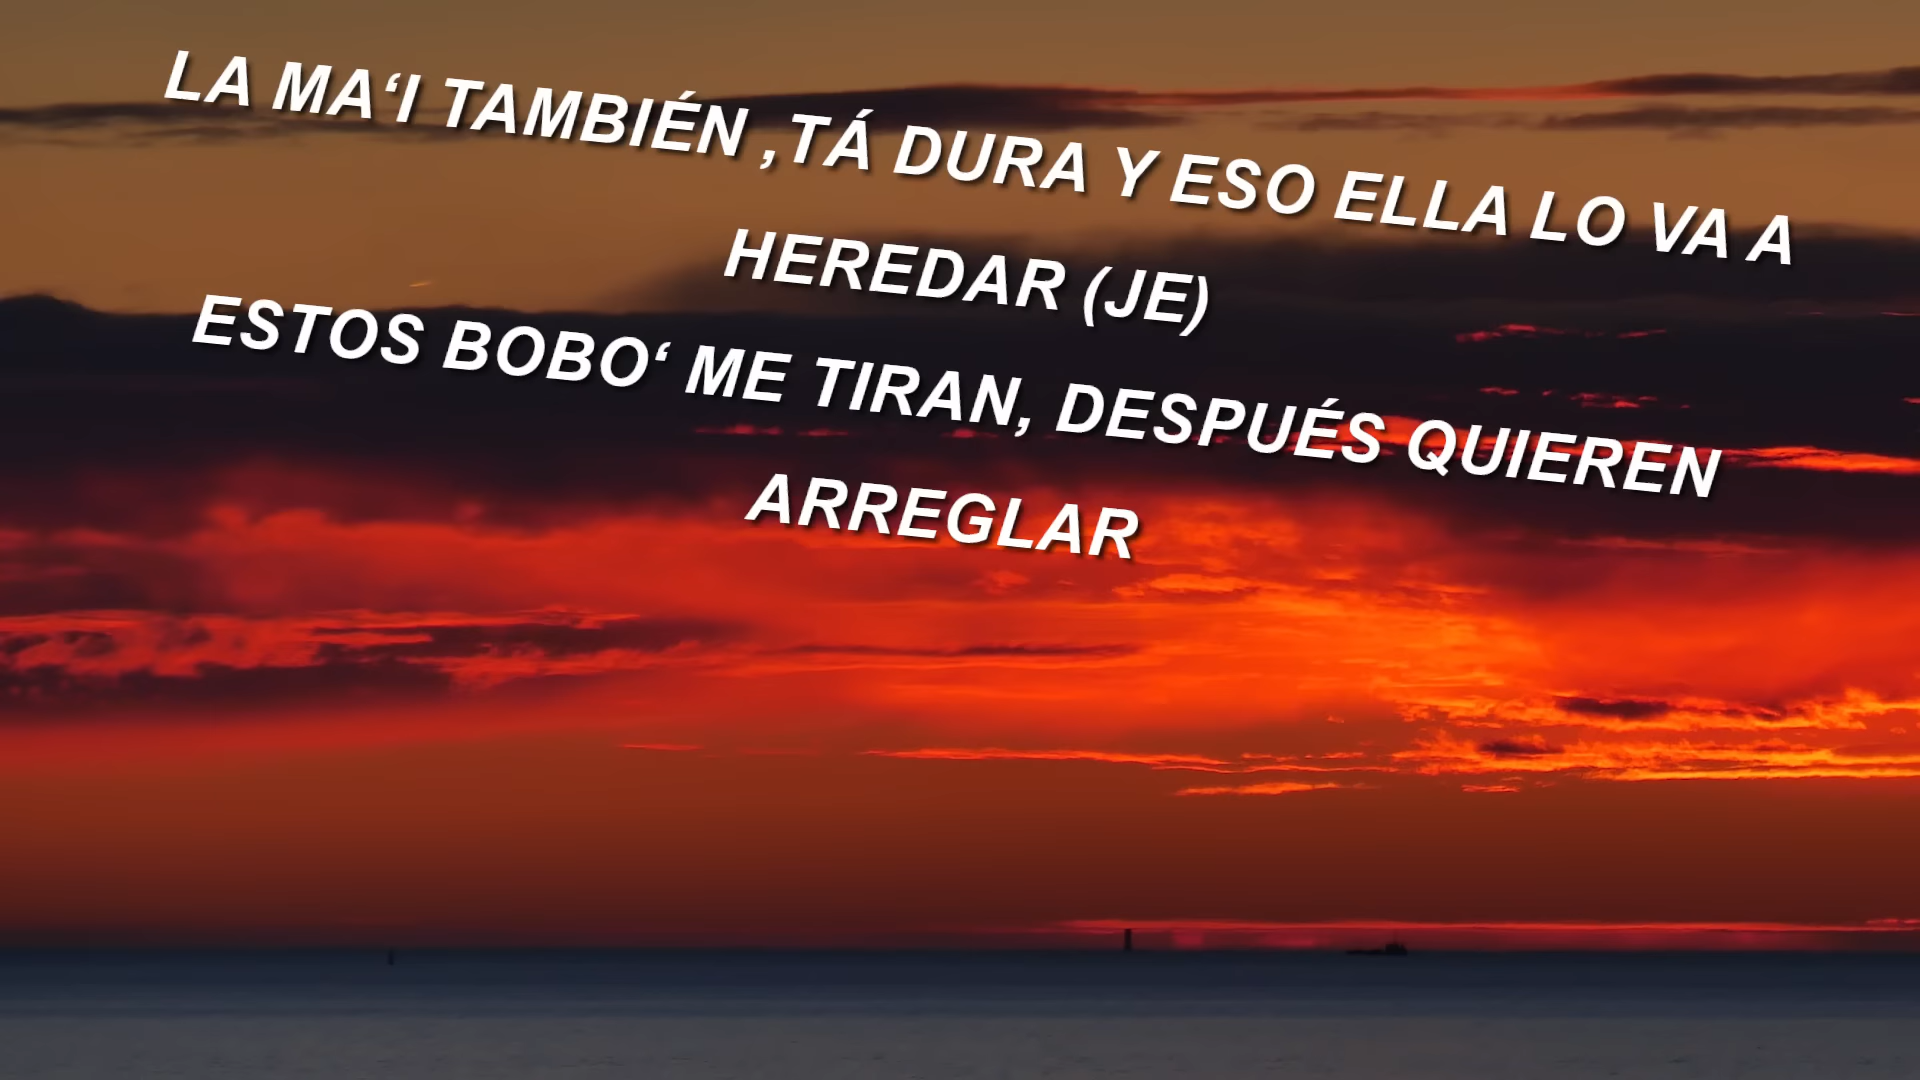 LA MA‘I TAMBIÉN ‚TÁ DURA Y ESO ELLA LO VA A
HEREDAR (JE)
ESTOS BOBO‘ ME TIRAN, DESPUÉS QUIEREN
ARREGLAR